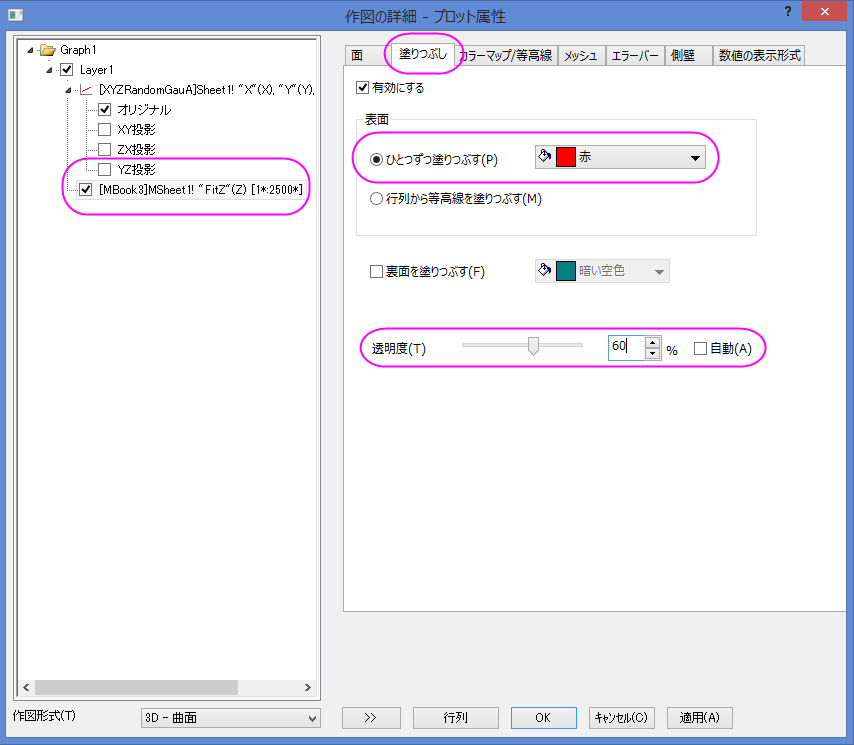 作図の詳細 - プロット属性
?
Graph1
Layer1
[XYZRandomGauA]Sheet1! "X"(X), "Y"(Y),
オリジナル
XY投影
ZX投影
YZ投影
[MBook3]MSheet1! "FitZ"(Z) [1*:2500*]
作図形式(T)
3D - 曲面
面
塗りつぶし
カラーマップ/等高線
メッシュ
エラーバー
側壁
数値の表示形式
有効にする
表面
ひとつずつ塗りつぶす(P)
赤
行列から等高線を塗りつぶす(M)
裏面を塗りつぶす(F)
暗い空色
透明度(T)
60
%
自動(A)
>>
行列
OK
ｷｬﾝｾﾙ(C)
適用(A)